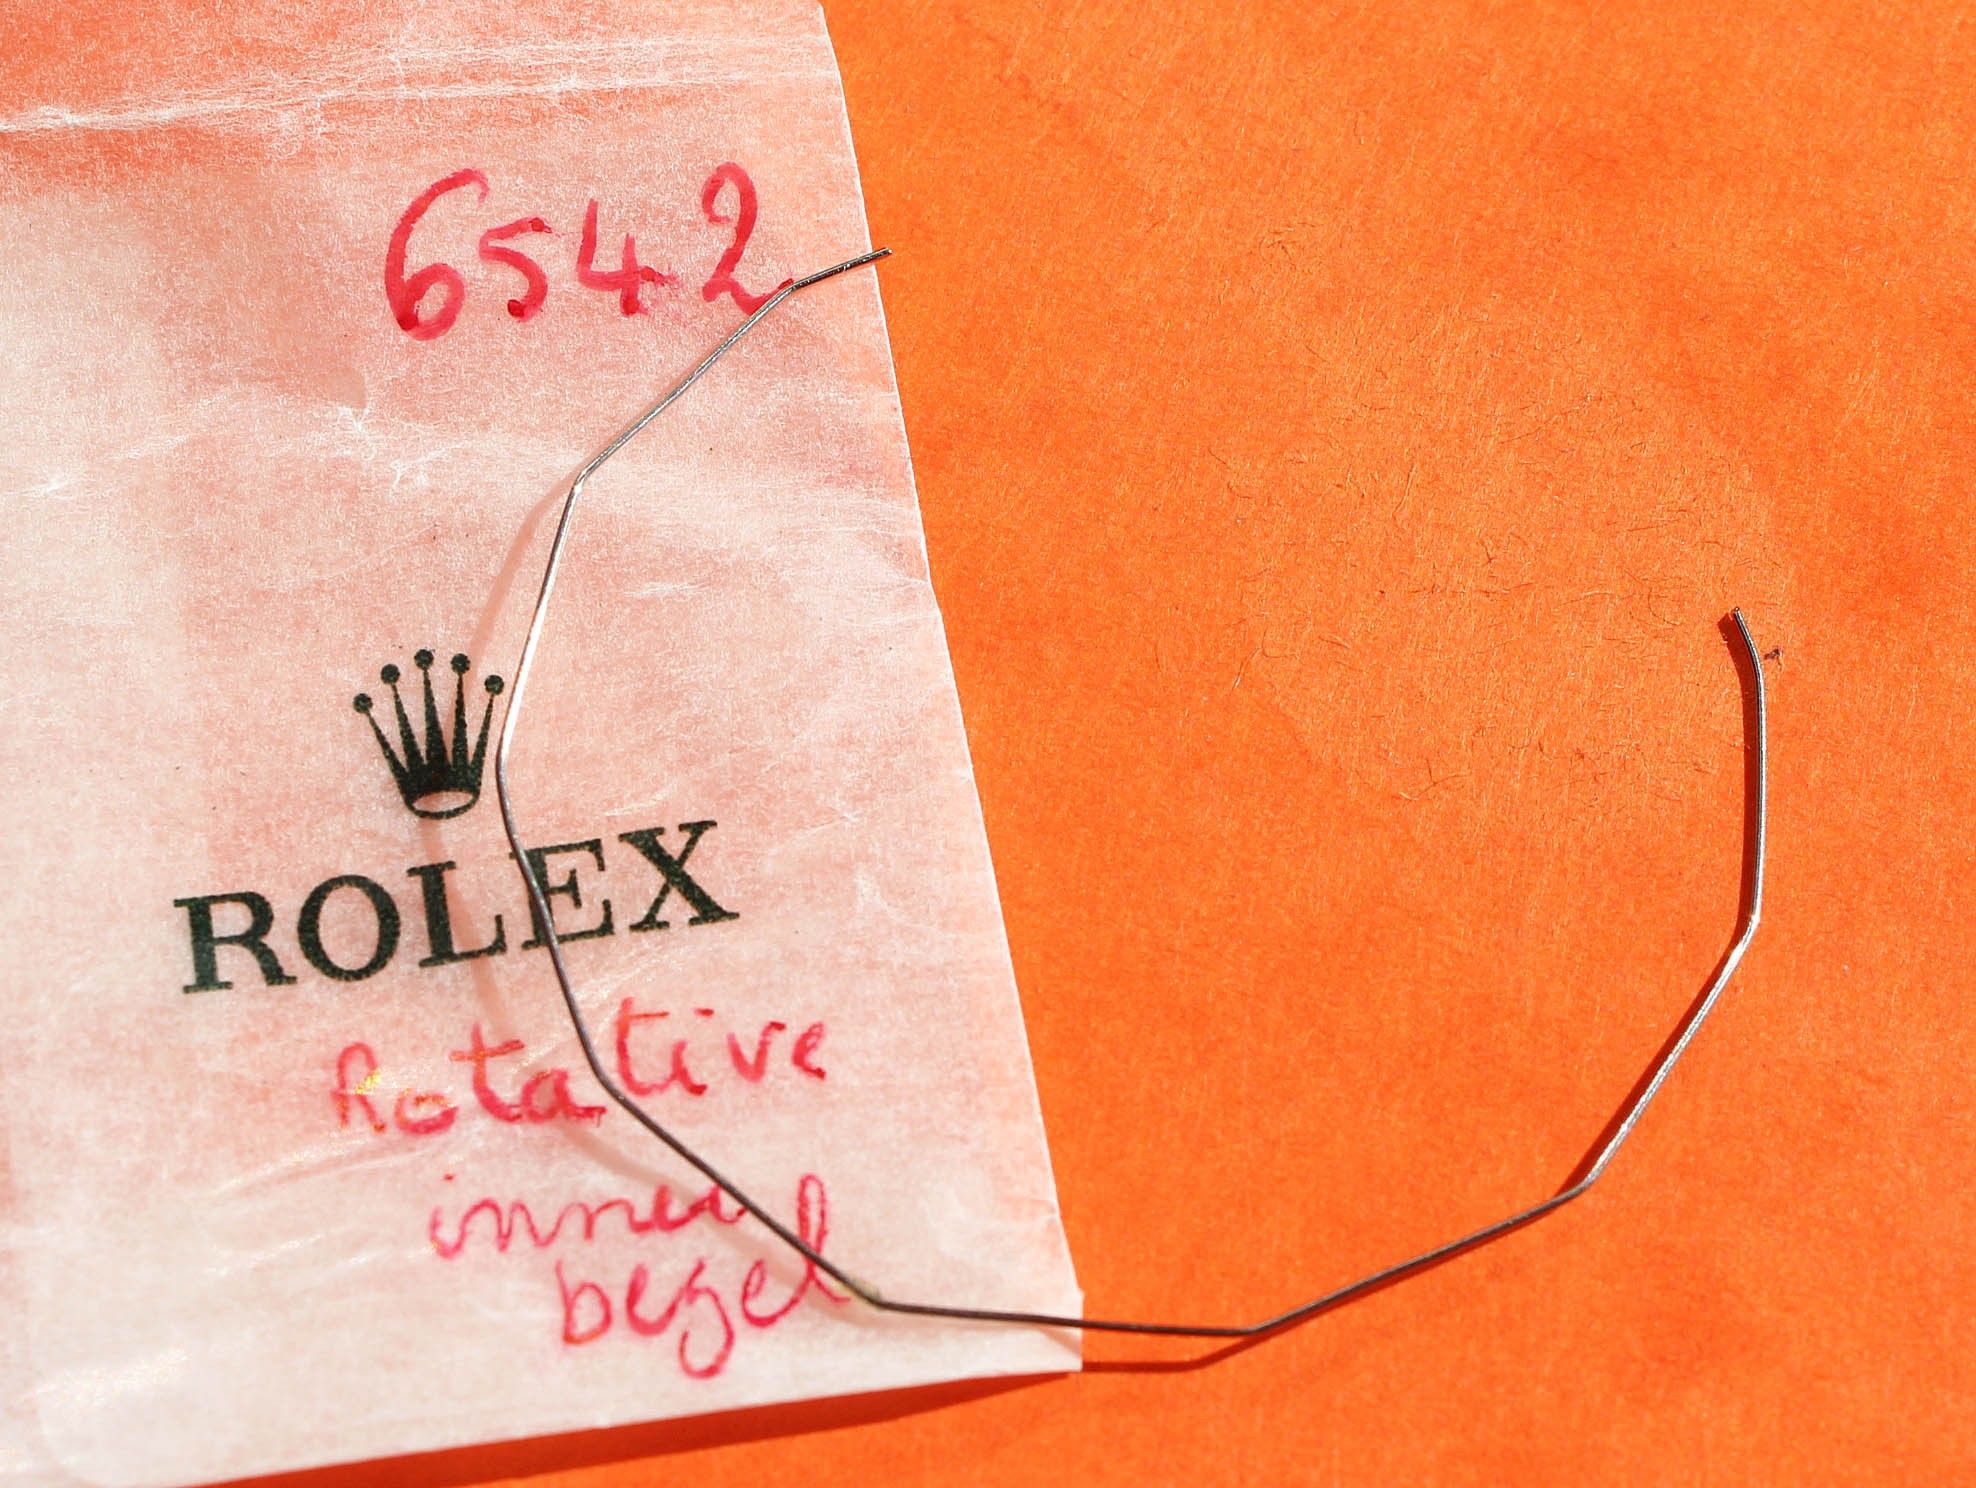 6542
ROLEX
Rotative
inner
bezel